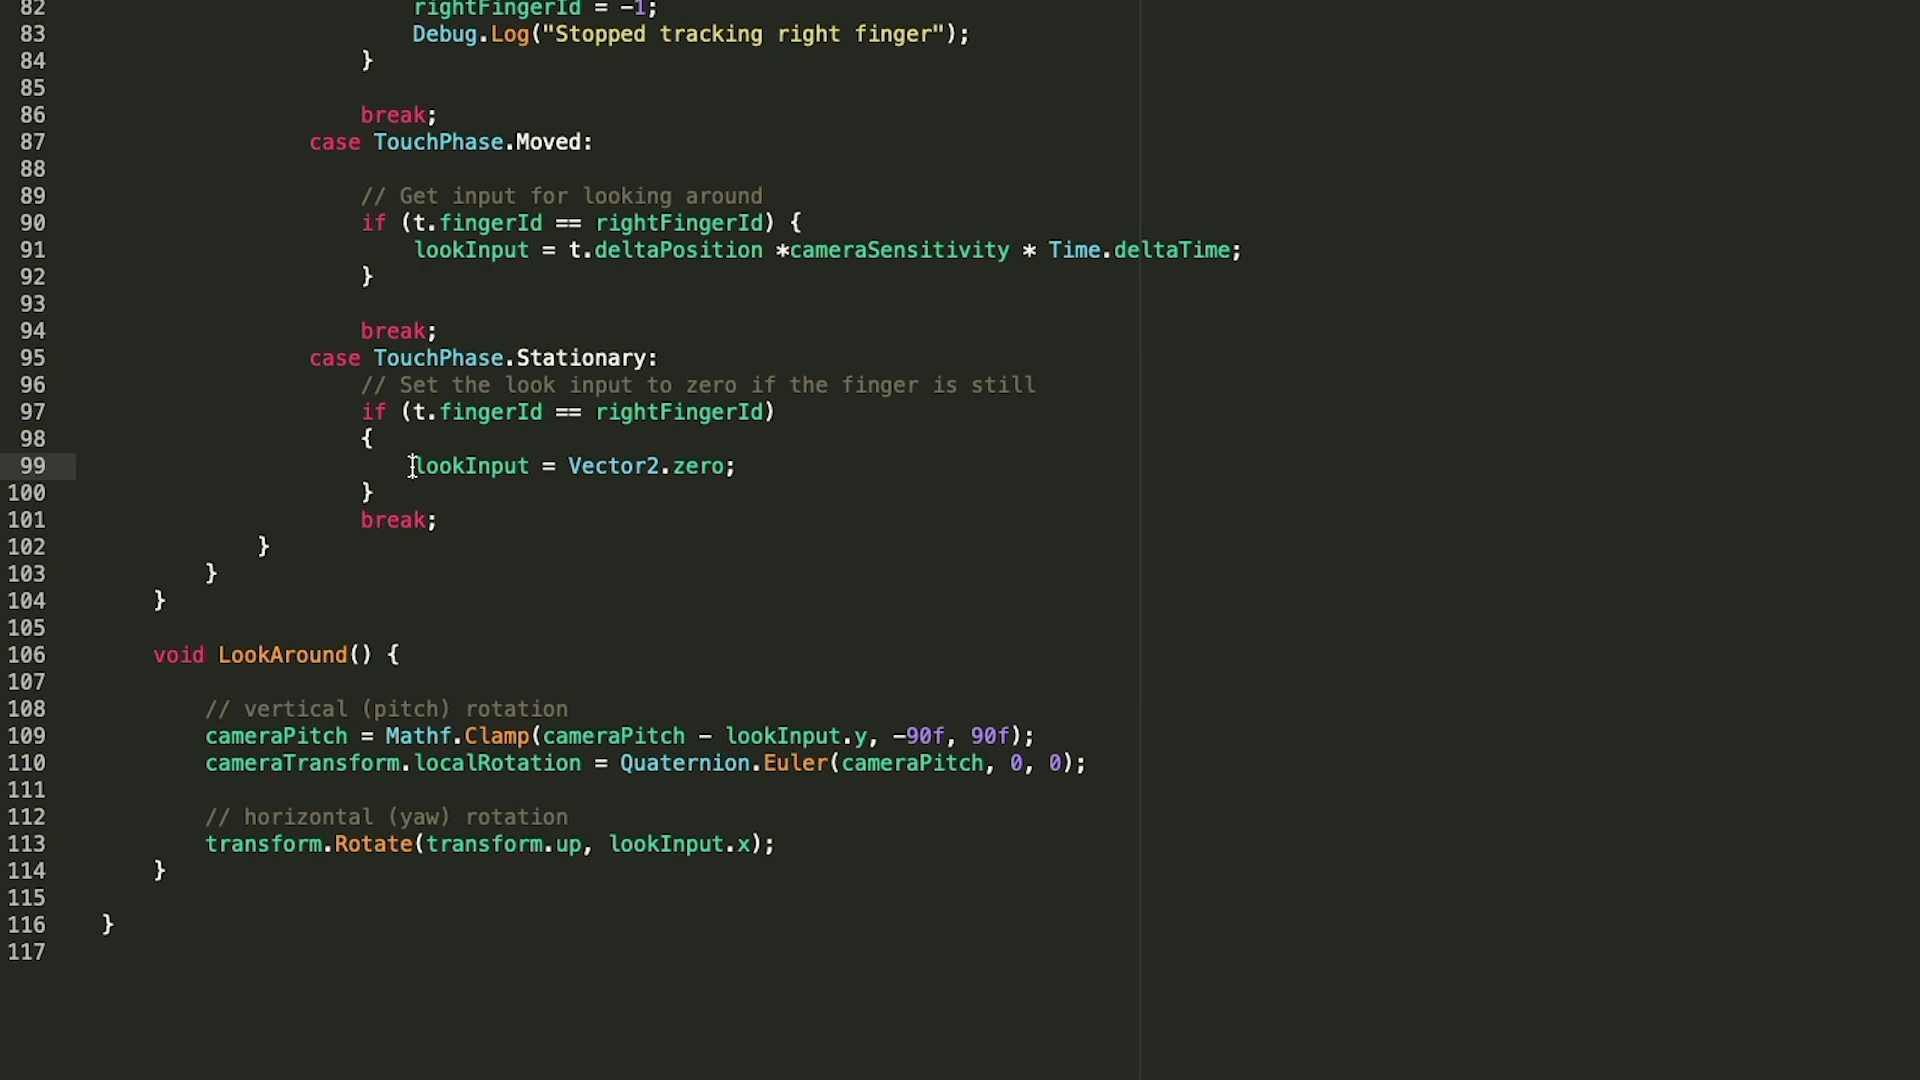 82 rightFingerId = -1;
83 Debug.Log("Stopped tracking right finger");
84 }
85
86 break;
87 case TouchPhase.Moved:
88
89 // Get input for looking around
90 if (t.fingerId == rightFingerId) {
91 lookInput = t.deltaPosition *cameraSensitivity * Time.deltaTime;
92 }
93
94 break;
95 case TouchPhase.Stationary:
96 // Set the look input to zero if the finger is still
97 if (t.fingerId == rightFingerId)
98 {
99 lookInput = Vector2.zero;
100 }
101 break;
102 }
103 }
104 }
105
106 void LookAround() {
107
108 // vertical (pitch) rotation
109 cameraPitch = Mathf.Clamp(cameraPitch - lookInput.y, -90f, 90f);
110 cameraTransform.localRotation = Quaternion.Euler(cameraPitch, 0, 0);
111
112 // horizontal (yaw) rotation
113 transform.Rotate(transform.up, lookInput.x);
114 }
115
116 }
117